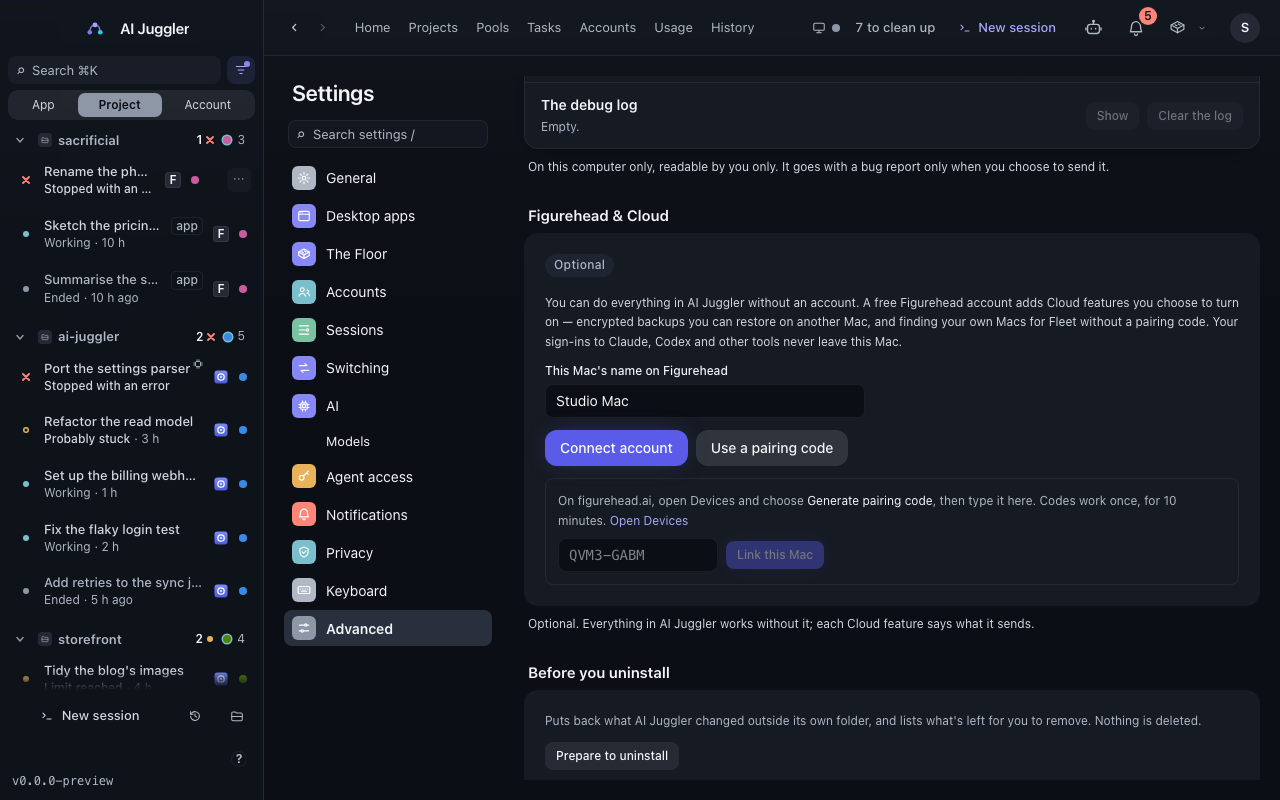 AI Juggler
Search ⌘K
App
Project
Account
sacrificial
1
3
Rename the ph...
Stopped with an ...
F
Sketch the pricin...
app
Working · 10 h
F
Summarise the s...
app
Ended · 10 h ago
F
ai-juggler
2
5
Port the settings parser
Stopped with an error
Refactor the read model
Probably stuck · 3 h
Set up the billing webh...
Working · 1 h
Fix the flaky login test
Working · 2 h
Add retries to the sync j...
Ended · 5 h ago
storefront
2
4
Tidy the blog's images
Limit reached · 4 h
New session
?
v0.0.0-preview
Home
Projects
Pools
Tasks
Accounts
Usage
History
7 to clean up
New session
5
S
Settings
Search settings /
General
Desktop apps
The Floor
Accounts
Sessions
Switching
AI
Models
Agent access
Notifications
Privacy
Keyboard
Advanced
The debug log
Empty.
Show
Clear the log
On this computer only, readable by you only. It goes with a bug report only when you choose to send it.
Figurehead & Cloud
Optional
You can do everything in AI Juggler without an account. A free Figurehead account adds Cloud features you choose to turn
on — encrypted backups you can restore on another Mac, and finding your own Macs for Fleet without a pairing code. Your
sign-ins to Claude, Codex and other tools never leave this Mac.
This Mac's name on Figurehead
Studio Mac
Connect account
Use a pairing code
On figurehead.ai, open Devices and choose Generate pairing code, then type it here. Codes work once, for 10
minutes. Open Devices
QVM3-GABM
Link this Mac
Optional. Everything in AI Juggler works without it; each Cloud feature says what it sends.
Before you uninstall
Puts back what AI Juggler changed outside its own folder, and lists what's left for you to remove. Nothing is deleted.
Prepare to uninstall